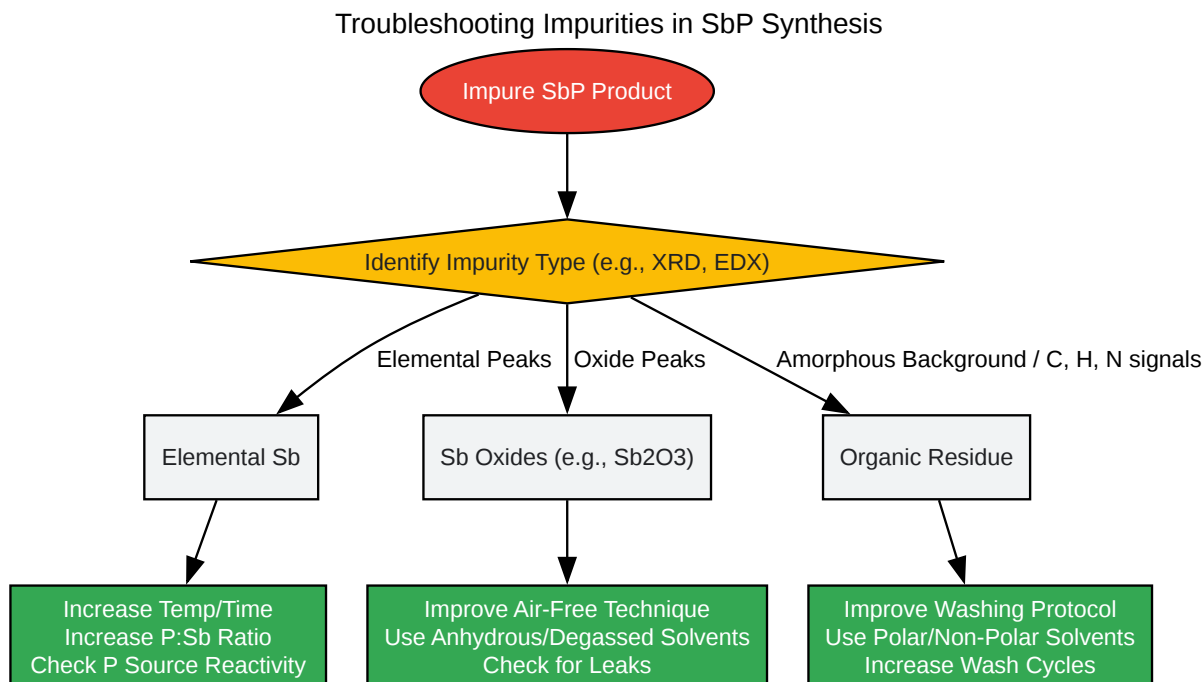 Troubleshooting Impurities in SbP Synthesis
Impure SbP Product
Identify Impurity Type (e.g., XRD, EDX)
Elemental Peaks
Oxide Peaks
Amorphous Background / C, H, N signals
Elemental Sb
Sb Oxides (e.g., Sb2O3)
Organic Residue
Increase Temp/Time
Increase P:Sb Ratio
Check P Source Reactivity
Improve Air-Free Technique
Use Anhydrous/Degassed Solvents
Check for Leaks
Improve Washing Protocol
Use Polar/Non-Polar Solvents
Increase Wash Cycles